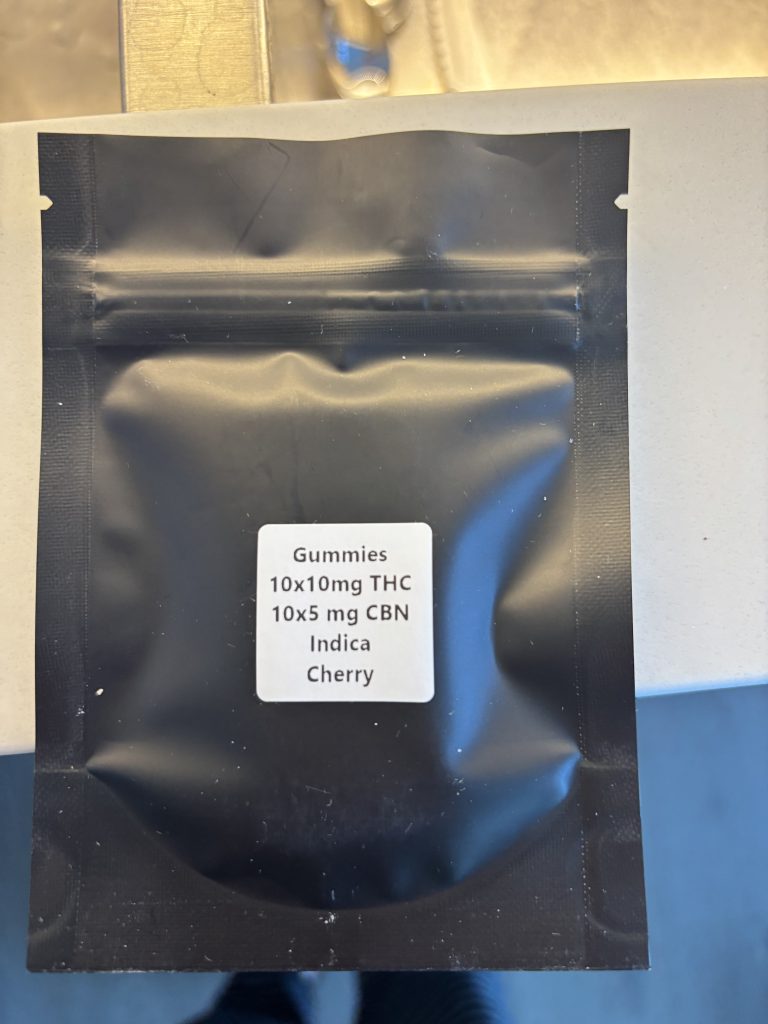 Gummies
10x10mg THC
10x5 mg CBN
Indica
Cherry